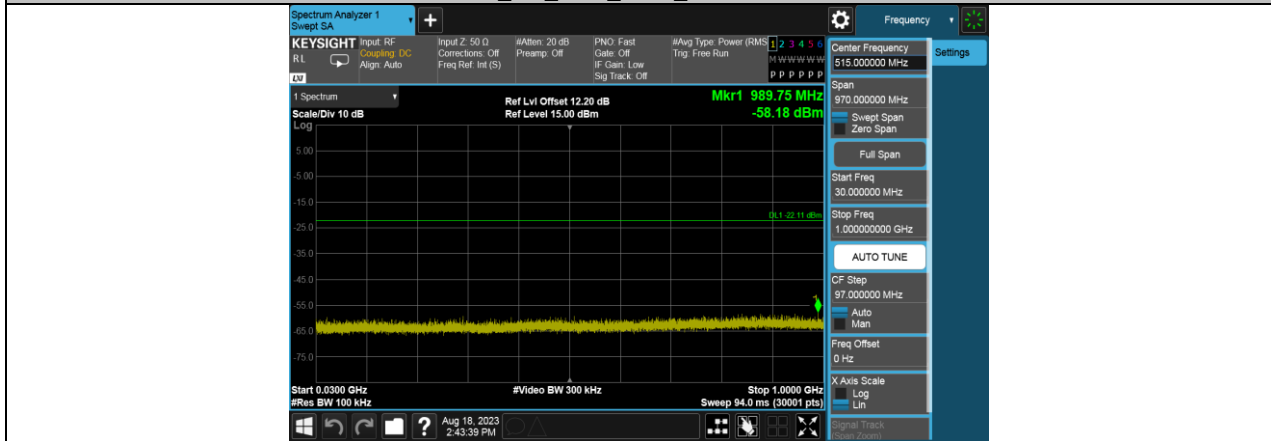 Spectrum Analyzer 1
Swept SA
+
Frequency
KEYSIGHT
RL
LXI
Input: RF
Coupling: DC
Align: Auto
Input Z: 50 Ω
Corrections: Off
Freq Ref: Int (S)
#Atten: 20 dB
Preamp: Off
PNO: Fast
Gate: Off
IF Gain: Low
Sig Track: Off
#Avg Type: Power (RMS
Trig: Free Run
1 2 3 4 5 6
M W W W W W
P P P P P P
1 Spectrum
Scale/Div 10 dB
Log
Ref Lvl Offset 12.20 dB
Ref Level 15.00 dBm
Mkr1 989.75 MHz
-58.18 dBm
5.00
-5.00
-15.0
DL1 -22.11 dBm
-25.0
-35.0
-45.0
-55.0
1
-65.0
-75.0
Start 0.0300 GHz
#Res BW 100 kHz
#Video BW 300 kHz
Stop 1.0000 GHz
Sweep 94.0 ms (30001 pts)
Center Frequency
515.000000 MHz
Settings
Span
970.000000 MHz
Swept Span
Zero Span
Full Span
Start Freq
30.000000 MHz
Stop Freq
1.000000000 GHz
AUTO TUNE
CF Step
97.000000 MHz
Auto
Man
Freq Offset
0 Hz
X Axis Scale
Log
Lin
Signal Track
(Span Zoom)
?
Aug 18, 2023
2:43:39 PM